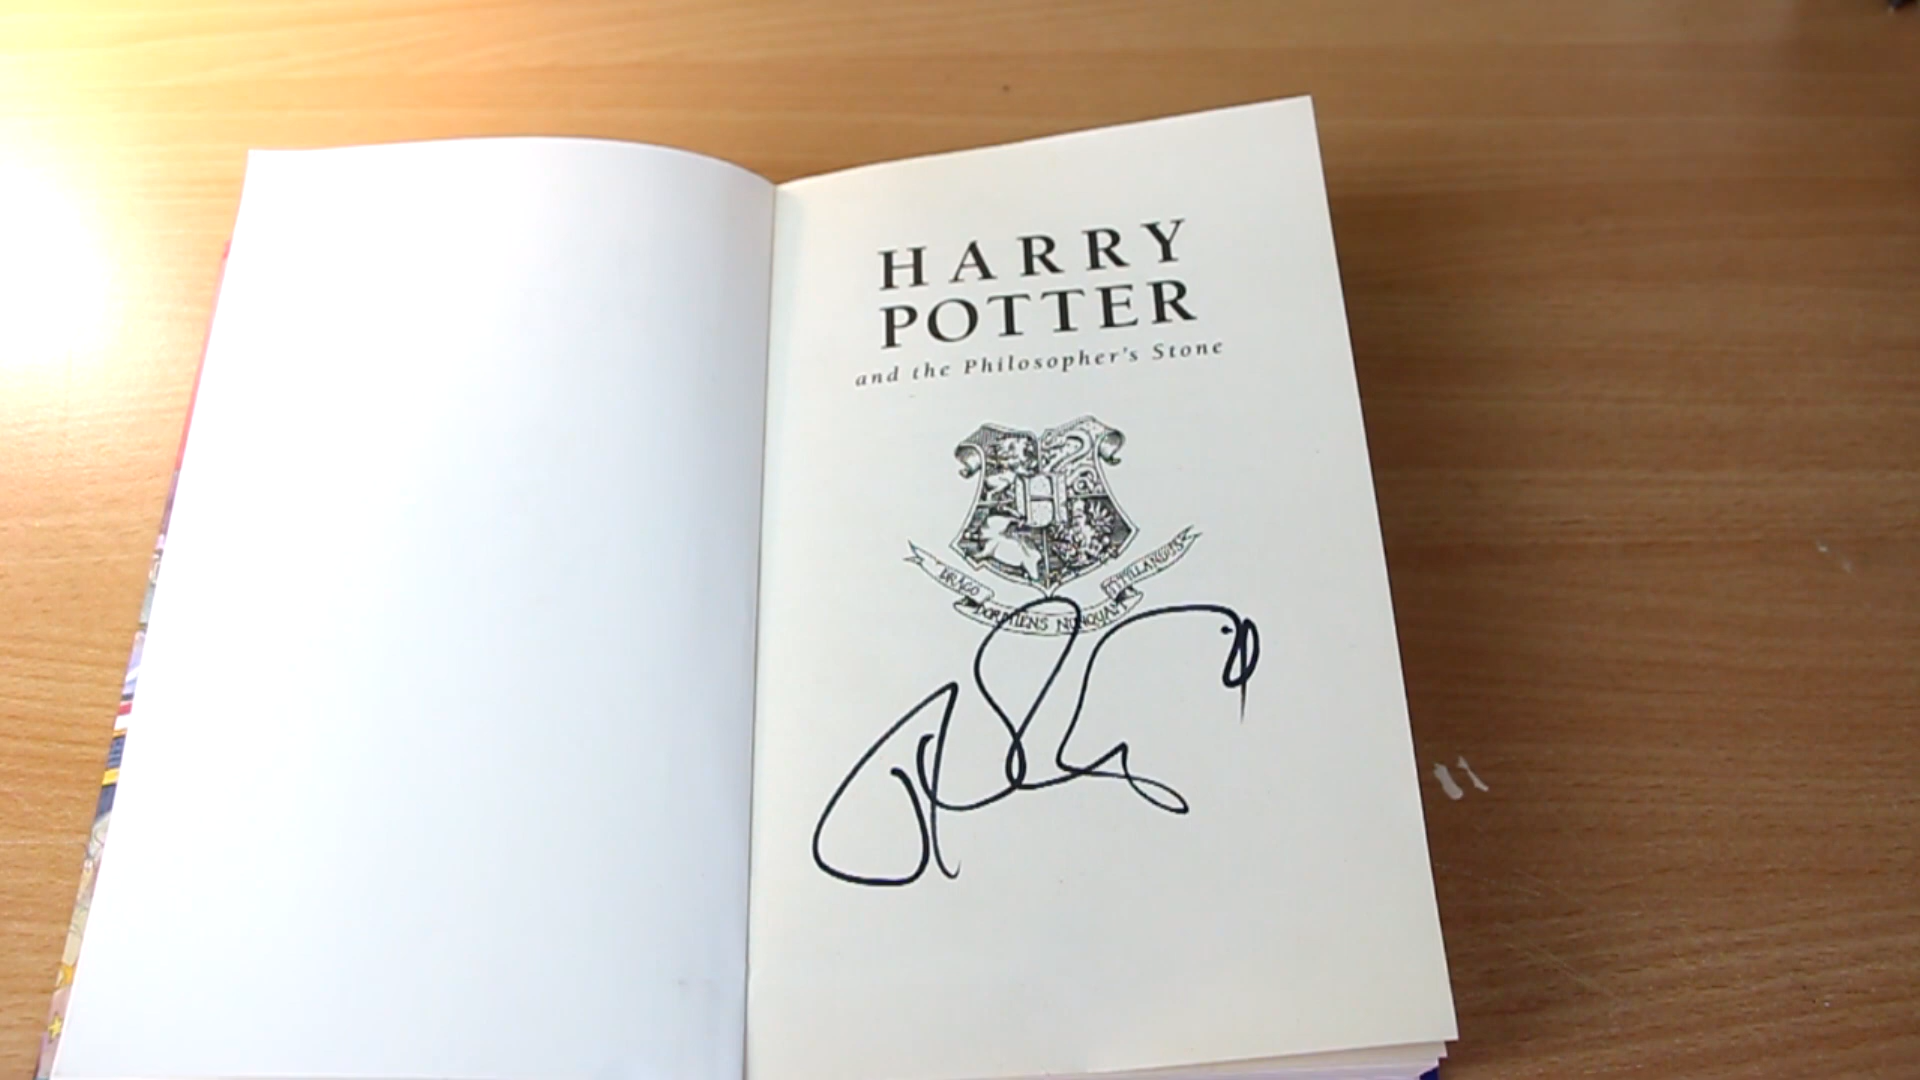 HARRY
POTTER
and the Philosopher's Stone
DRACO DORMIENS NUNQUAM TITILLANDUS